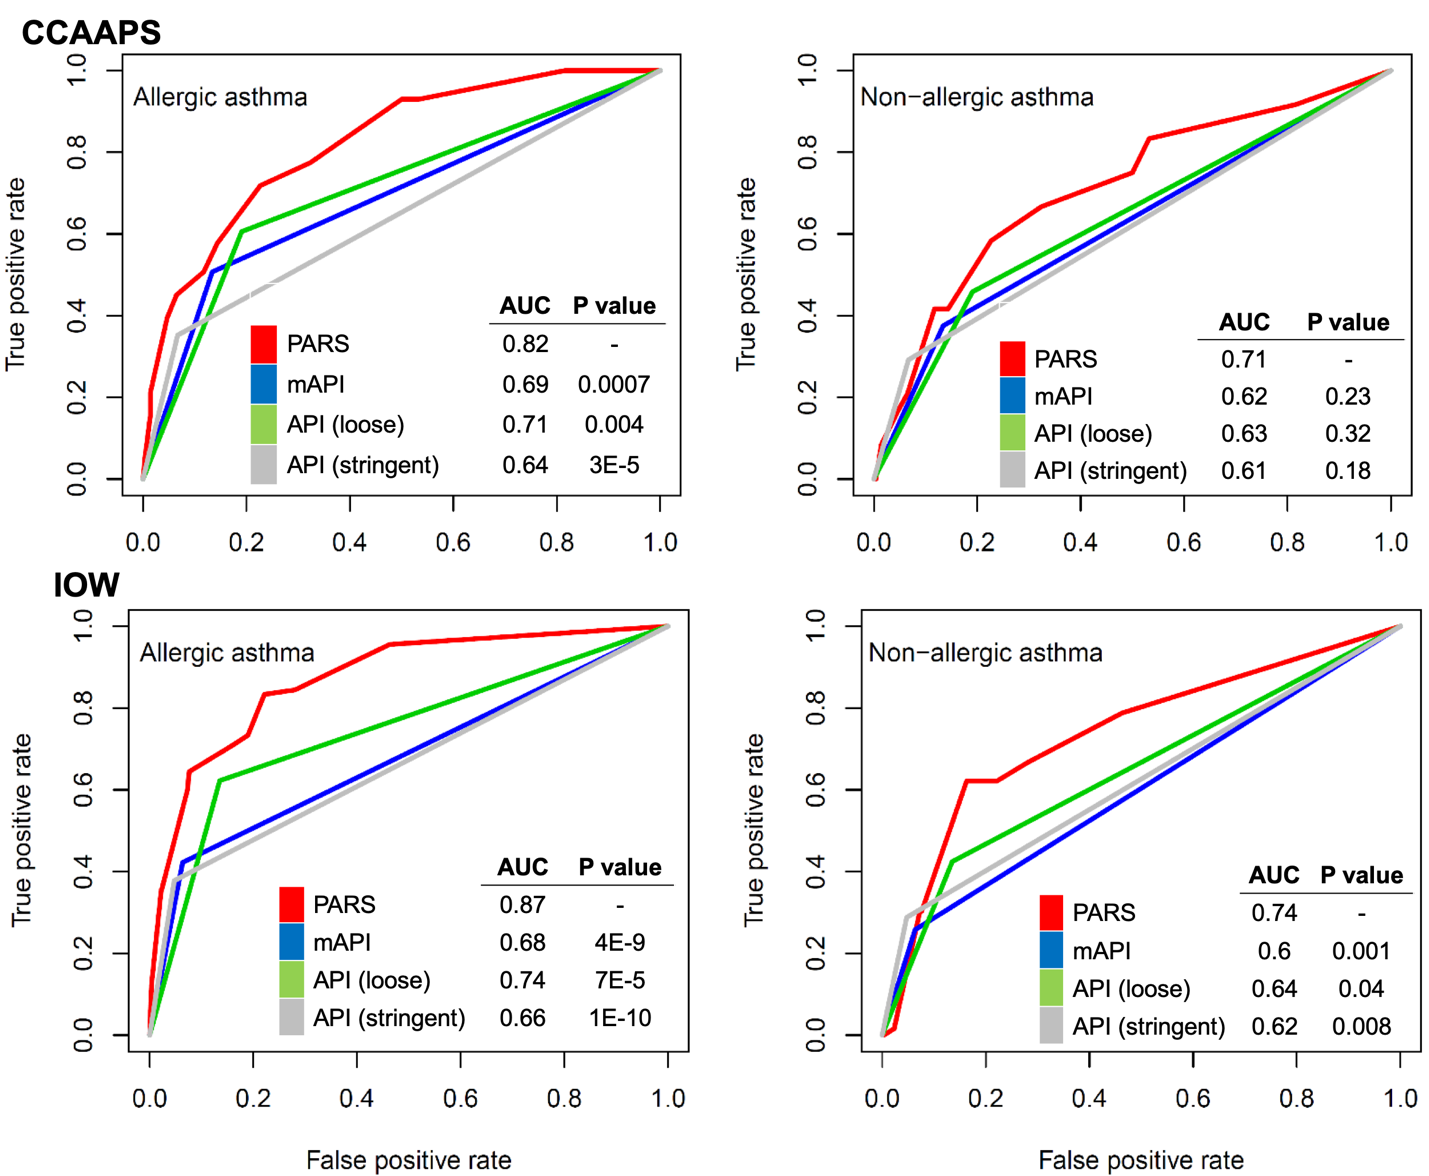 CCAAPS
Allergic asthma
True positive rate
0.0 0.2 0.4 0.6 0.8 1.0
AUC P value
PARS 0.82 -
mAPI 0.69 0.0007
API (loose) 0.71 0.004
API (stringent) 0.64 3E-5
0.0 0.2 0.4 0.6 0.8 1.0
Non-allergic asthma
True positive rate
0.0 0.2 0.4 0.6 0.8 1.0
AUC P value
PARS 0.71 -
mAPI 0.62 0.23
API (loose) 0.63 0.32
API (stringent) 0.61 0.18
0.0 0.2 0.4 0.6 0.8 1.0
IOW
Allergic asthma
True positive rate
0.0 0.2 0.4 0.6 0.8 1.0
AUC P value
PARS 0.87 -
mAPI 0.68 4E-9
API (loose) 0.74 7E-5
API (stringent) 0.66 1E-10
0.0 0.2 0.4 0.6 0.8 1.0
False positive rate
Non-allergic asthma
True positive rate
0.0 0.2 0.4 0.6 0.8 1.0
AUC P value
PARS 0.74 -
mAPI 0.6 0.001
API (loose) 0.64 0.04
API (stringent) 0.62 0.008
0.0 0.2 0.4 0.6 0.8 1.0
False positive rate